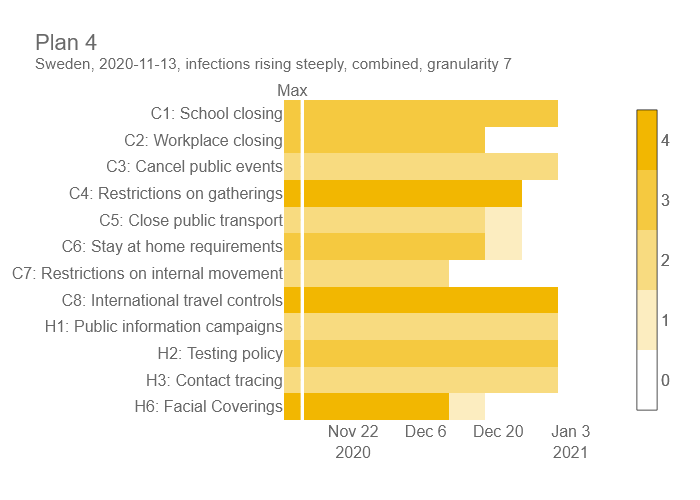 Plan 4
Sweden, 2020-11-13, infections rising steeply, combined, granularity 7
Max
C1: School closing
C2: Workplace closing
C3: Cancel public events
C4: Restrictions on gatherings
C5: Close public transport
C6: Stay at home requirements
C7: Restrictions on internal movement
C8: International travel controls
H1: Public information campaigns
H2: Testing policy
H3: Contact tracing
H6: Facial Coverings
Nov 22 Dec 6 Dec 20 Jan 3
2020 2021
4
3
2
1
0